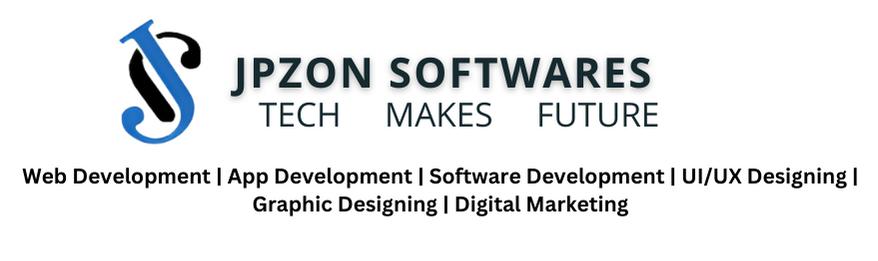 JPZON SOFTWARES
TECH MAKES FUTURE
Web Development | App Development | Software Development | UI/UX Designing |
Graphic Designing | Digital Marketing